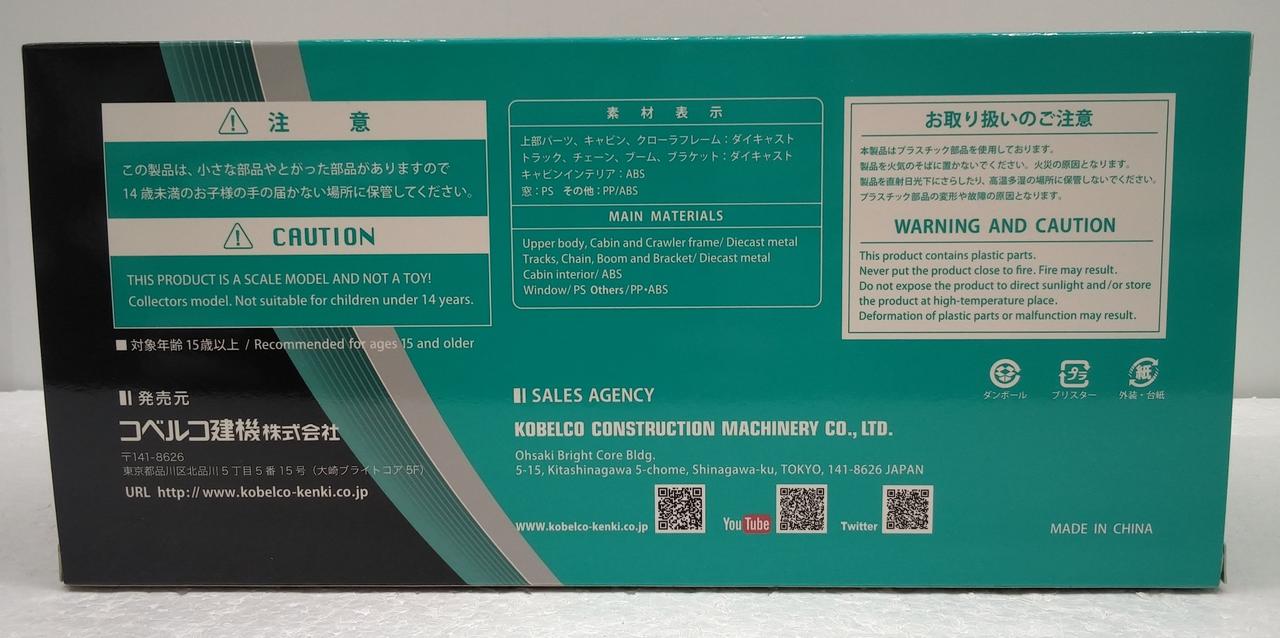 注 意
この製品は、小さな部品やとがった部品がありますので
14歳未満のお子様の手の届かない場所に保管してください。
CAUTION
THIS PRODUCT IS A SCALE MODEL AND NOT A TOY!
Collectors model. Not suitable for children under 14 years.
■ 対象年齢15歳以上 / Recommended for ages 15 and older
素 材 表 示
上部パーツ、キャビン、クローラフレーム：ダイキャスト
トラック、チェーン、ブーム、ブラケット：ダイキャスト
キャビンインテリア：ABS
窓：PS その他：PP/ABS
MAIN MATERIALS
Upper body, Cabin and Crawler frame/ Diecast metal
Tracks, Chain, Boom and Bracket/ Diecast metal
Cabin interior/ ABS
Window/ PS Others/PP・ABS
お取り扱いのご注意
本製品はプラスチック部品を使用しております。
製品を火気のそばに置かないでください。火災の原因となります。
製品を直射日光下にさらしたり、高温多湿の場所に保管しないでください。
プラスチック部品の変形や故障の原因となります。
WARNING AND CAUTION
This product contains plastic parts.
Never put the product close to fire. Fire may result.
Do not expose the product to direct sunlight and/or store
the product at high-temperature place.
Deformation of plastic parts or malfunction may result.
プラ
紙
ダンボール
ブリスター
外装・台紙
発売元
コベルコ建機株式会社
〒141-8626
東京都品川区北品川5丁目5番15号（大崎ブライトコア5F）
URL http://www.kobelco-kenki.co.jp
SALES AGENCY
KOBELCO CONSTRUCTION MACHINERY CO., LTD.
Ohsaki Bright Core Bldg.
5-15, Kitashinagawa 5-chome, Shinagawa-ku, TOKYO, 141-8626 JAPAN
www.kobelco-kenki.co.jp
YouTube
Twitter
MADE IN CHINA